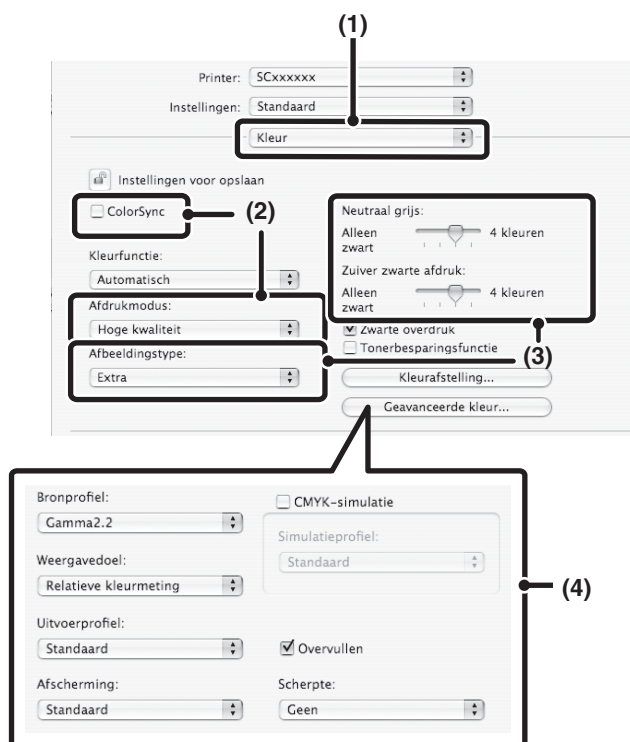 (1)
Printer: SCxxxxxx
Instellingen: Standaard
Kleur
Instellingen voor opslaan
ColorSync
(2)
Kleurfunctie:
Automatisch
Afdrukmodus:
Hoge kwaliteit
Afbeeldingstype:
Extra
Neutraal grijs:
Alleen zwart 4 kleuren
Zuiver zwarte afdruk:
Alleen zwart 4 kleuren
Zwarte overdruk
Tonerbesparingsfunctie
(3)
Kleurafstelling...
Geavanceerde kleur...
Bronprofiel:
Gamma2.2
Weergavedoel:
Relatieve kleurmeting
Uitvoerprofiel:
Standaard
Afscherming:
Standaard
CMYK-simulatie
Simulatieprofiel:
Standaard
Overvullen
Scherpte:
Geen
(4)